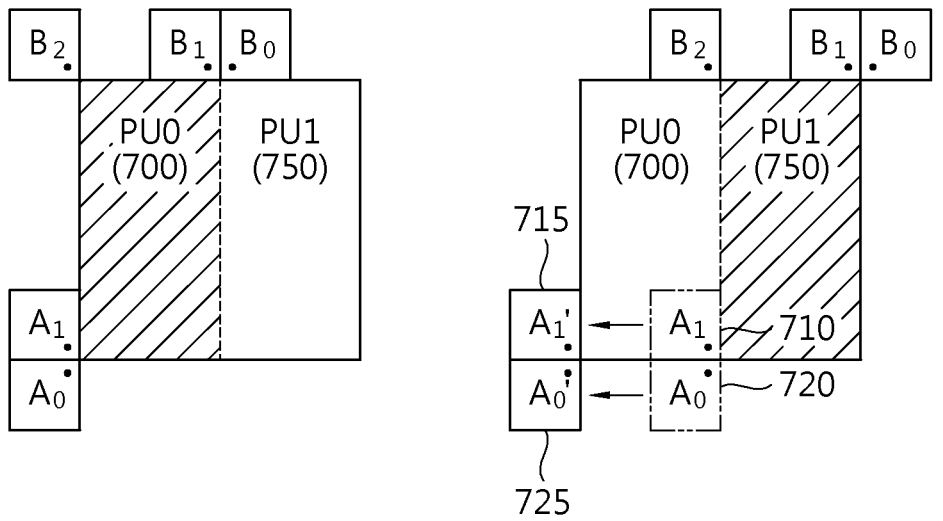 B2 B1 B0
PU0 (700)
PU1 (750)
A1
A0
B2 B1 B0
PU0 (700)
PU1 (750)
715
A1' A1 710
A0' A0 720
725